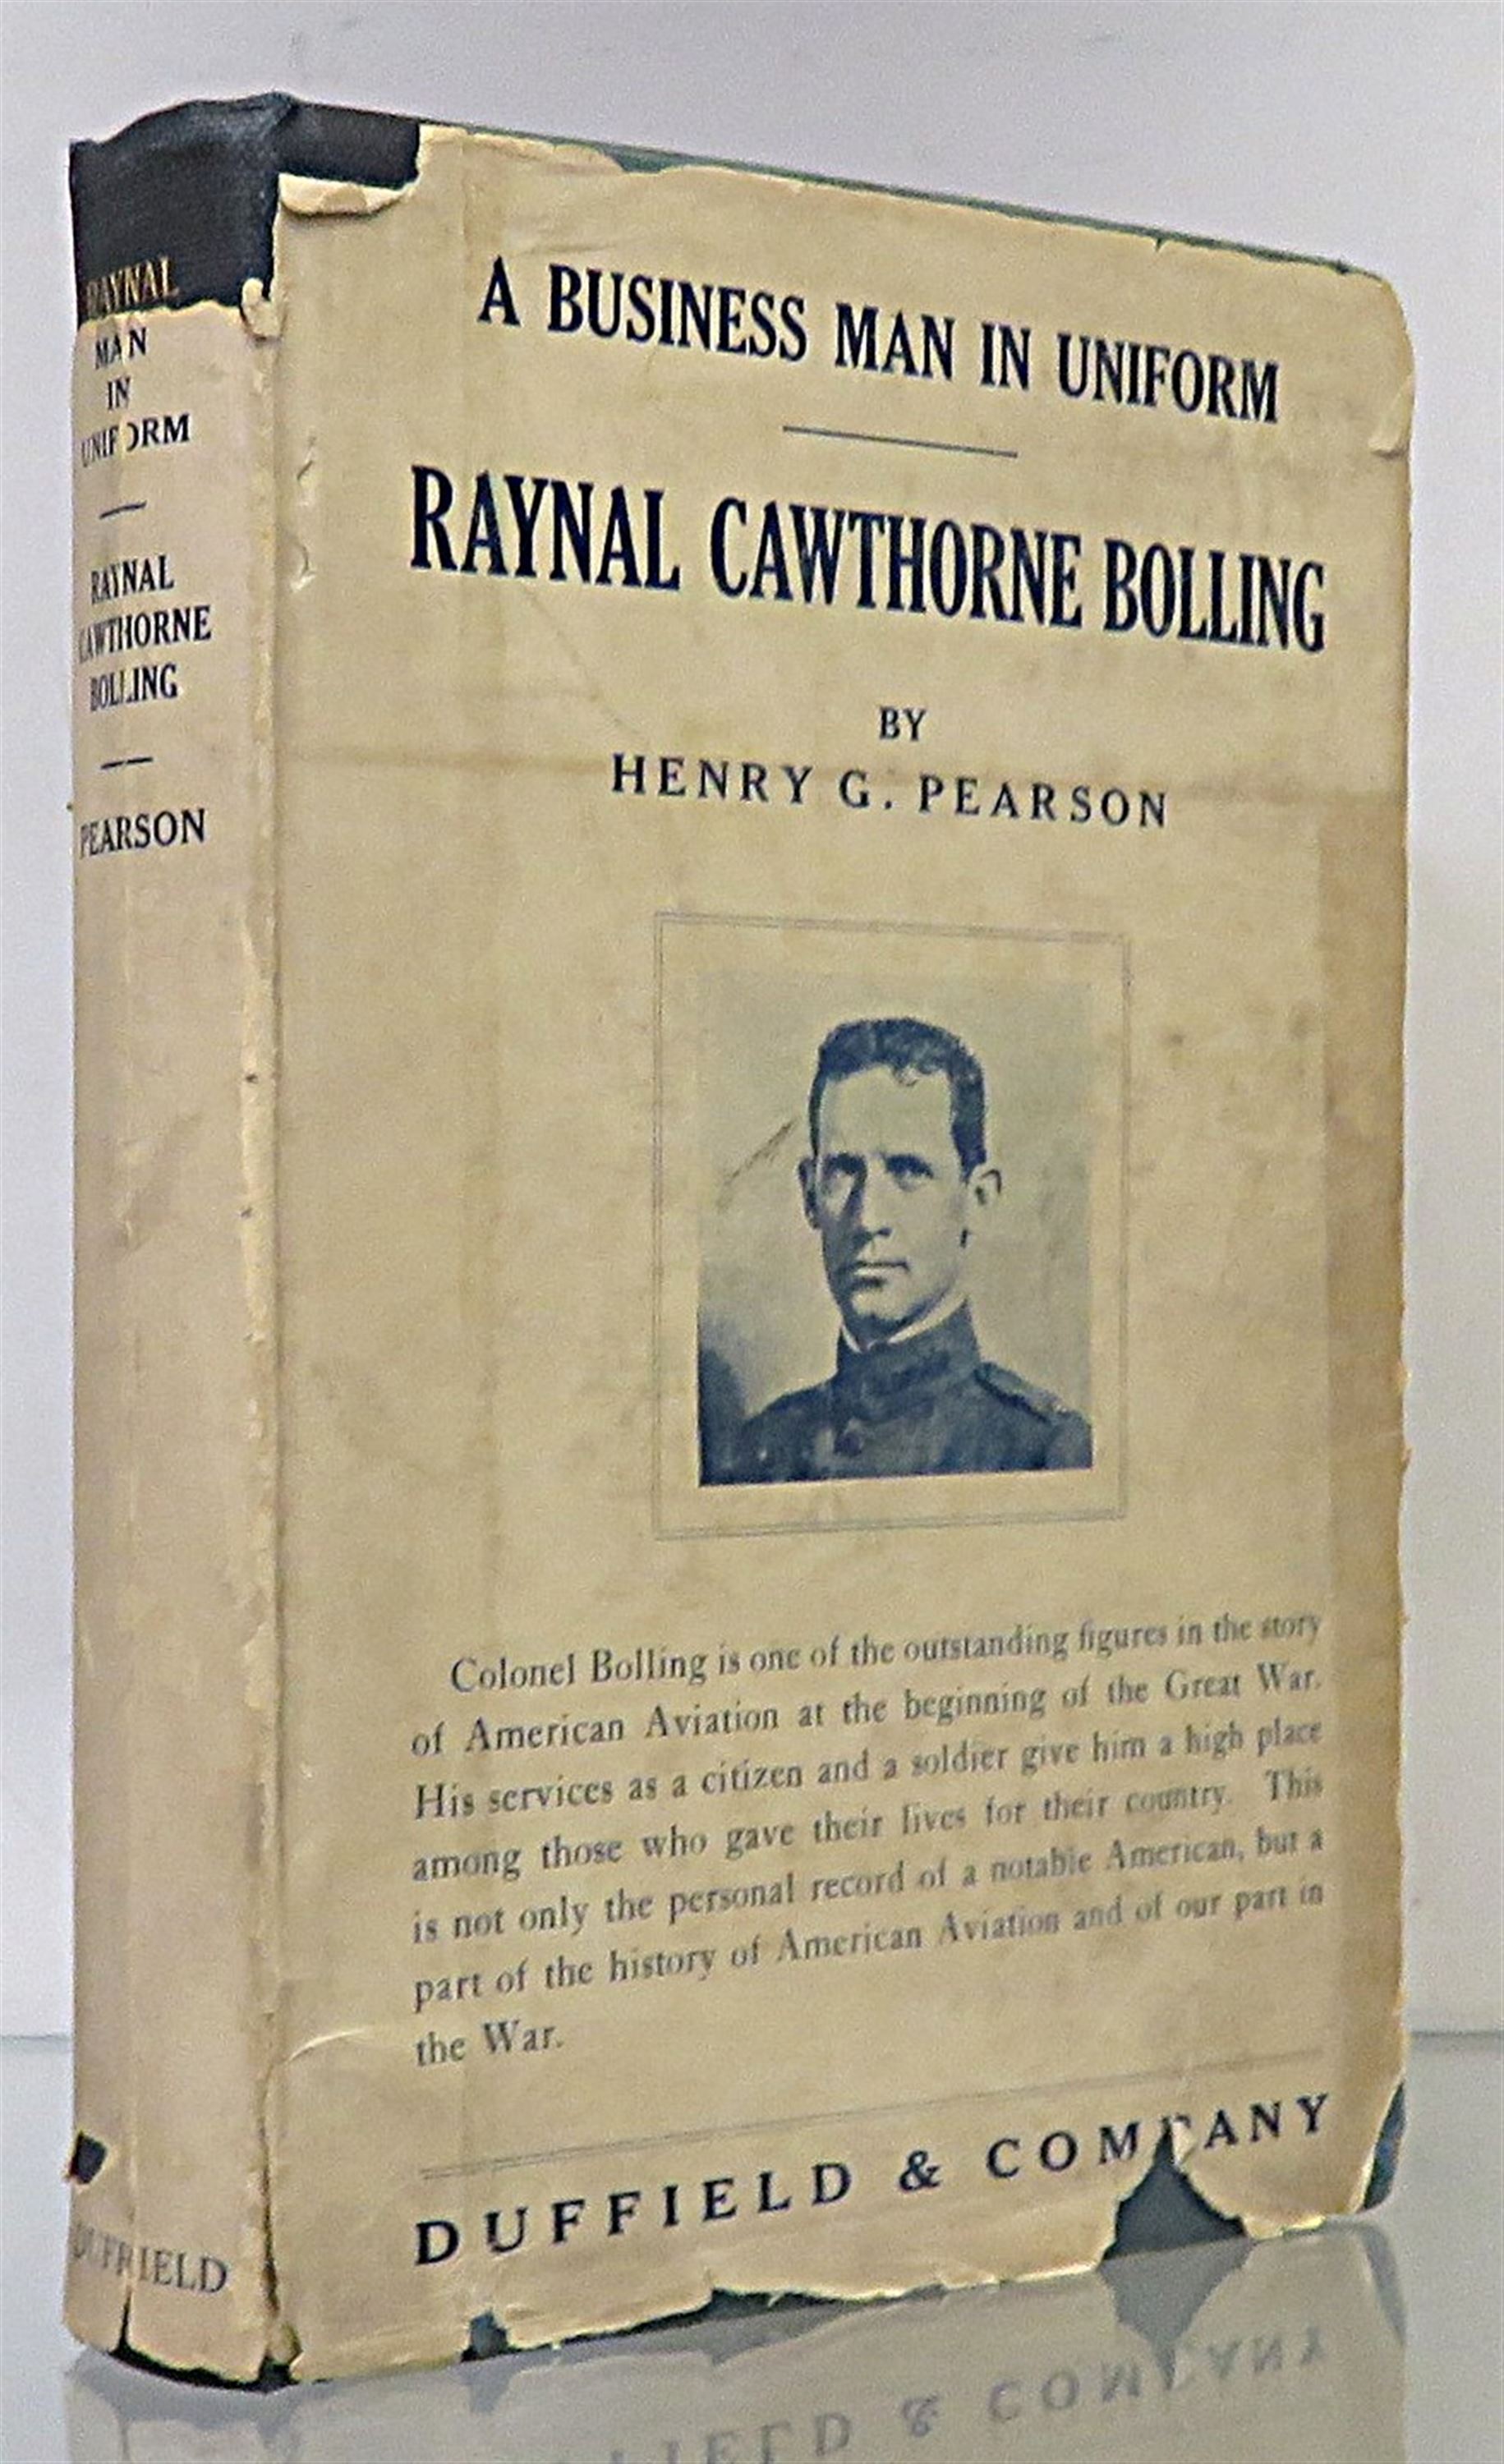 RAYNAL
MAN
IN
UNIFORM
RAYNAL
CAWTHORNE
BOLLING
PEARSON
DUFFIELD
A BUSINESS MAN IN UNIFORM
RAYNAL CAWTHORNE BOLLING
BY
HENRY G. PEARSON
Colonel Bolling is one of the outstanding figures in the story
of American Aviation at the beginning of the Great War.
His services as a citizen and a soldier give him a high place
among those who gave their lives for their country. This
is not only the personal record of a notable American, but a
part of the history of American Aviation and of our part in
the War.
DUFFIELD & COMPANY